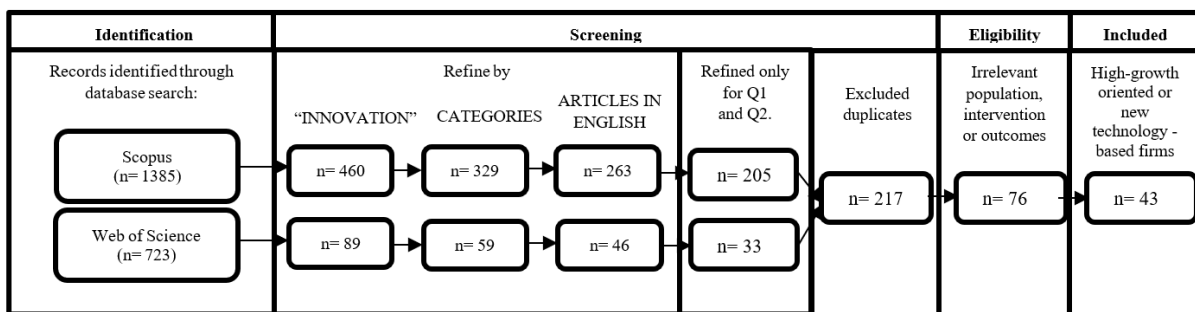 Identification
Screening
Eligibility
Included
Records identified through
database search:
Refine by
“INNOVATION”
CATEGORIES
ARTICLES IN
ENGLISH
Refined only
for Q1
and Q2.
Excluded
duplicates
Irrelevant
population,
intervention
or outcomes
High-growth
oriented or
new
technology -
based firms
Scopus
(n= 1385)
n= 460
n= 329
n= 263
n= 205
Web of Science
(n= 723)
n= 89
n= 59
n= 46
n= 33
n= 217
n= 76
n= 43